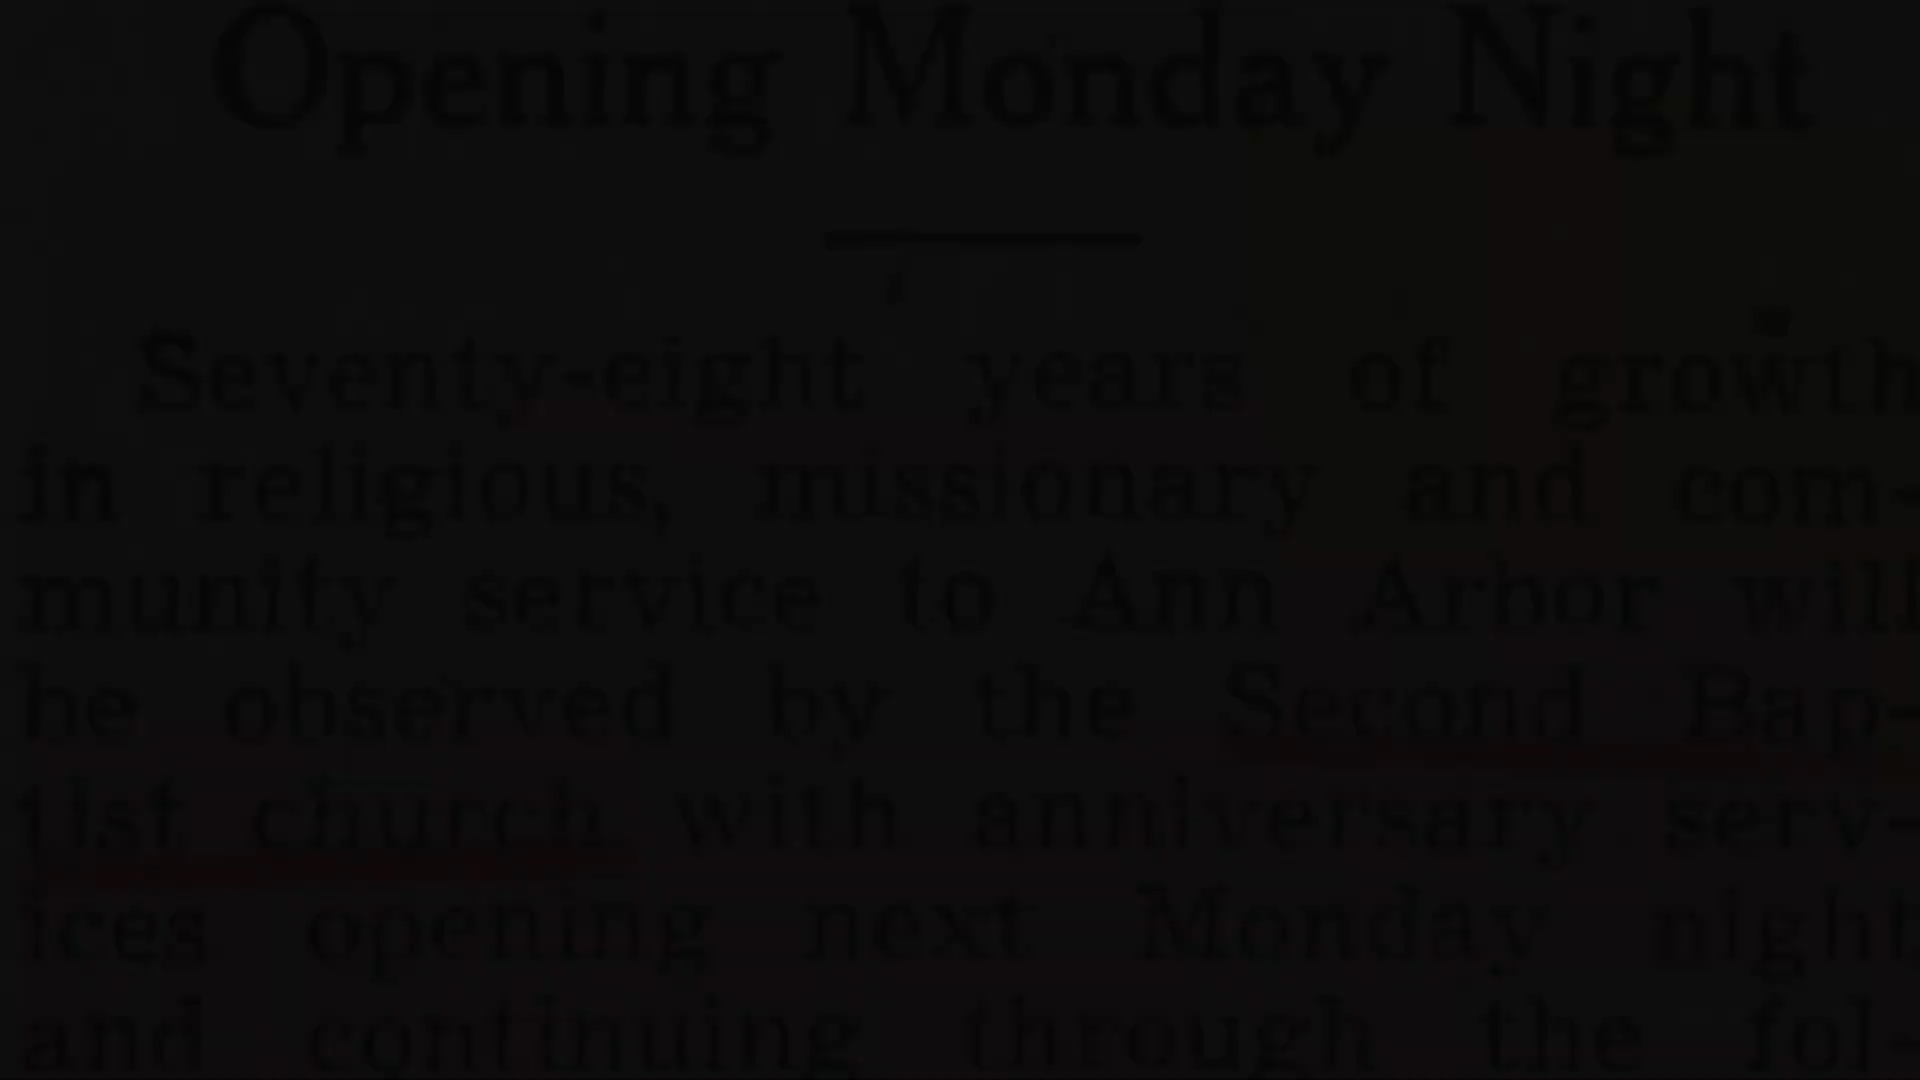 Opening Monday Night
Seventy-eight years of growth
in religious, missionary and com-
munity service to Ann Arbor will
be observed by the Second Bap-
tist church with anniversary serv-
ices opening next Monday night
and continuing through the fol-